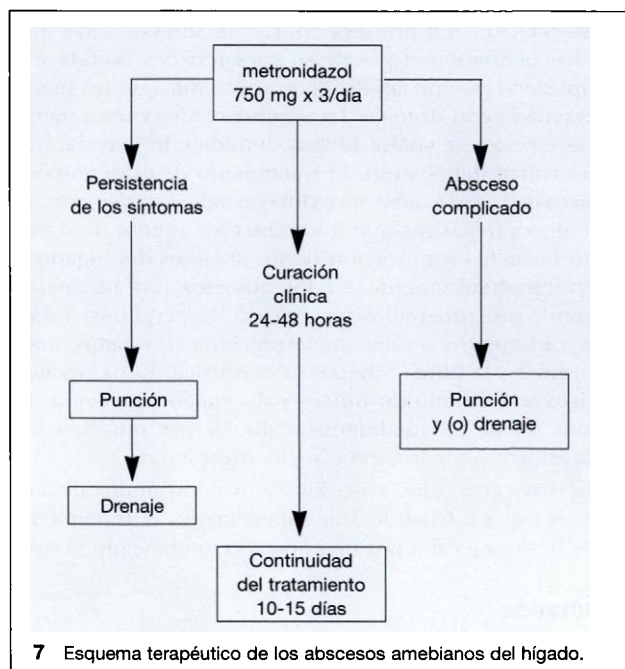 metronidazol
750 mg x 3/día
Persistencia
de los síntomas
Absceso
complicado
Curación
clínica
24-48 horas
Punción
Punción
y (o) drenaje
Drenaje
Continuidad
del tratamiento
10-15 días
7 Esquema terapéutico de los abscesos amebianos del hígado.